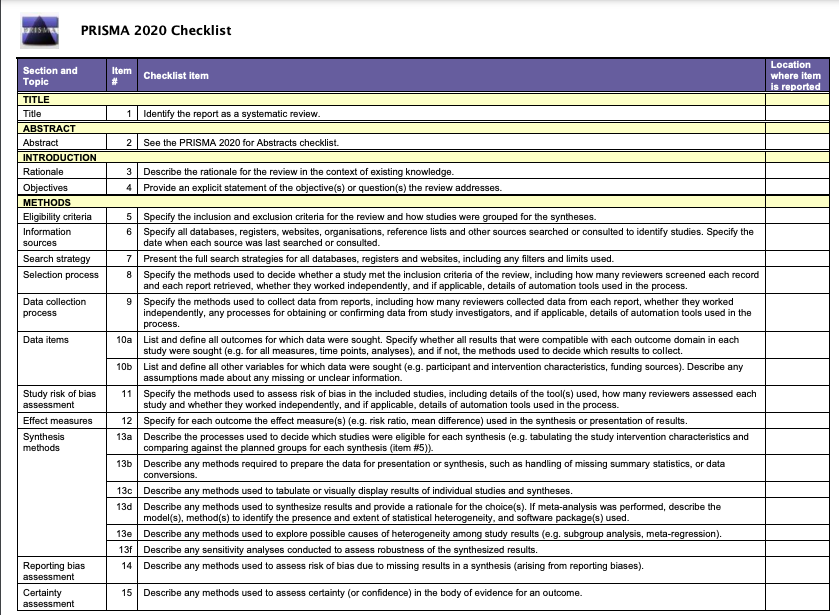 PRISMA
PRISMA 2020 Checklist
Section and Topic
Item #
Checklist item
Location where item is reported
TITLE
Title 1 Identify the report as a systematic review.
ABSTRACT
Abstract 2 See the PRISMA 2020 for Abstracts checklist.
INTRODUCTION
Rationale 3 Describe the rationale for the review in the context of existing knowledge.
Objectives 4 Provide an explicit statement of the objective(s) or question(s) the review addresses.
METHODS
Eligibility criteria 5 Specify the inclusion and exclusion criteria for the review and how studies were grouped for the syntheses.
Information sources
6 Specify all databases, registers, websites, organisations, reference lists and other sources searched or consulted to identify studies. Specify the
date when each source was last searched or consulted.
Search strategy 7 Present the full search strategies for all databases, registers and websites, including any filters and limits used.
Selection process 8 Specify the methods used to decide whether a study met the inclusion criteria of the review, including how many reviewers screened each record
and each report retrieved, whether they worked independently, and if applicable, details of automation tools used in the process.
Data collection process
9 Specify the methods used to collect data from reports, including how many reviewers collected data from each report, whether they worked
independently, any processes for obtaining or confirming data from study investigators, and if applicable, details of automation tools used in the
process.
Data items 10a List and define all outcomes for which data were sought. Specify whether all results that were compatible with each outcome domain in each
study were sought (e.g. for all measures, time points, analyses), and if not, the methods used to decide which results to collect.
10b List and define all other variables for which data were sought (e.g. participant and intervention characteristics, funding sources). Describe any
assumptions made about any missing or unclear information.
Study risk of bias assessment
11 Specify the methods used to assess risk of bias in the included studies, including details of the tool(s) used, how many reviewers assessed each
study and whether they worked independently, and if applicable, details of automation tools used in the process.
Effect measures 12 Specify for each outcome the effect measure(s) (e.g. risk ratio, mean difference) used in the synthesis or presentation of results.
Synthesis methods
13a Describe the processes used to decide which studies were eligible for each synthesis (e.g. tabulating the study intervention characteristics and
comparing against the planned groups for each synthesis (item #5)).
13b Describe any methods required to prepare the data for presentation or synthesis, such as handling of missing summary statistics, or data
conversions.
13c Describe any methods used to tabulate or visually display results of individual studies and syntheses.
13d Describe any methods used to synthesize results and provide a rationale for the choice(s). If meta-analysis was performed, describe the
model(s), method(s) to identify the presence and extent of statistical heterogeneity, and software package(s) used.
13e Describe any methods used to explore possible causes of heterogeneity among study results (e.g. subgroup analysis, meta-regression).
13f Describe any sensitivity analyses conducted to assess robustness of the synthesized results.
Reporting bias assessment
14 Describe any methods used to assess risk of bias due to missing results in a synthesis (arising from reporting biases).
Certainty assessment
15 Describe any methods used to assess certainty (or confidence) in the body of evidence for an outcome.